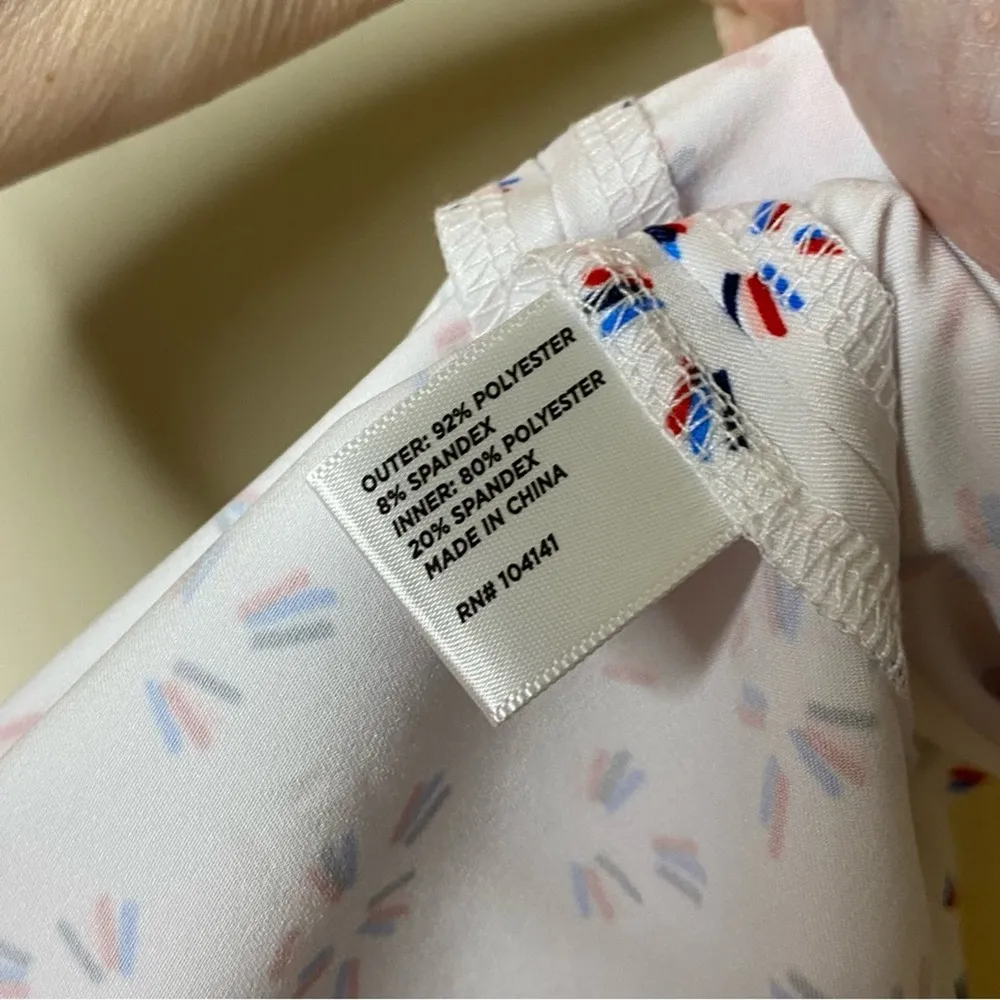 OUTER: 92% POLYESTER
8% SPANDEX
INNER: 80% POLYESTER
20% SPANDEX
MADE IN CHINA
RN# 104141